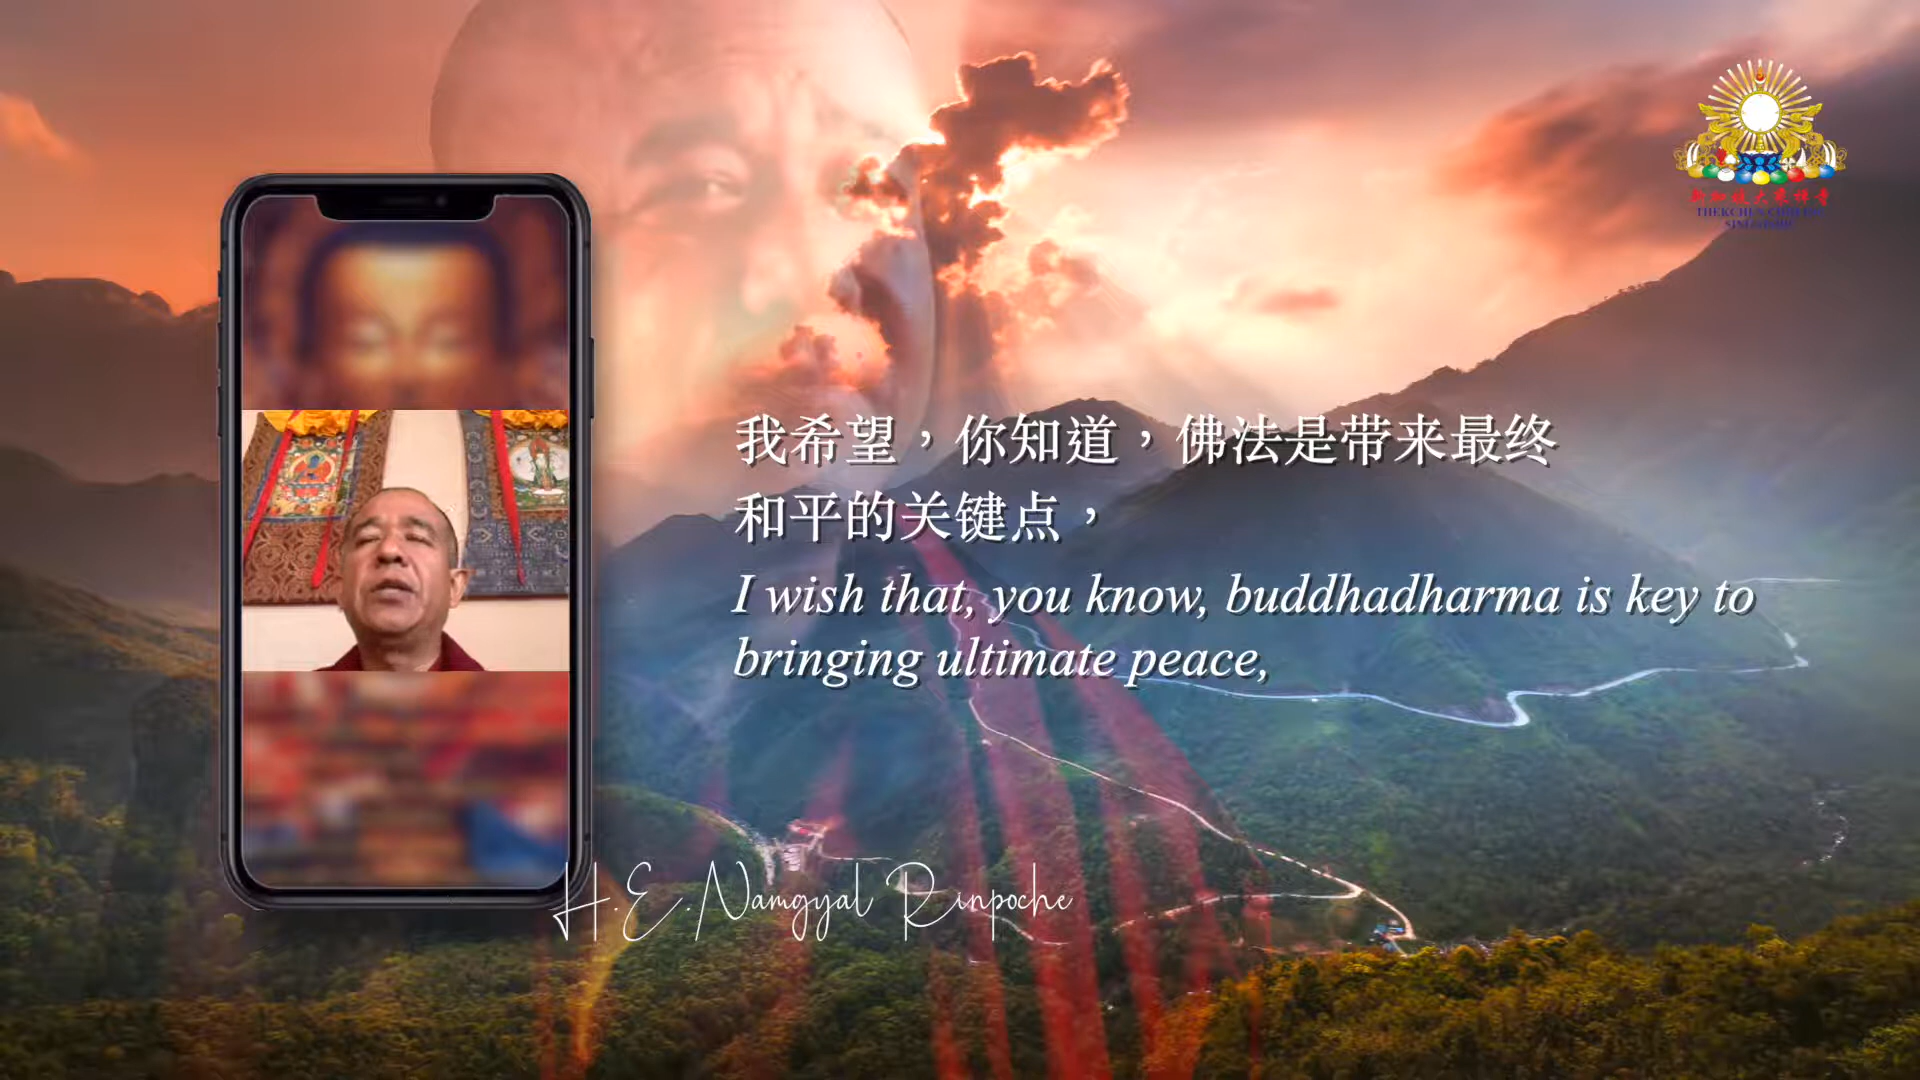 我希望，你知道，佛法是带来最终
和平的关键点，
I wish that, you know, buddhadharma is key to
bringing ultimate peace,
H.E.Namgyal Rinpoche